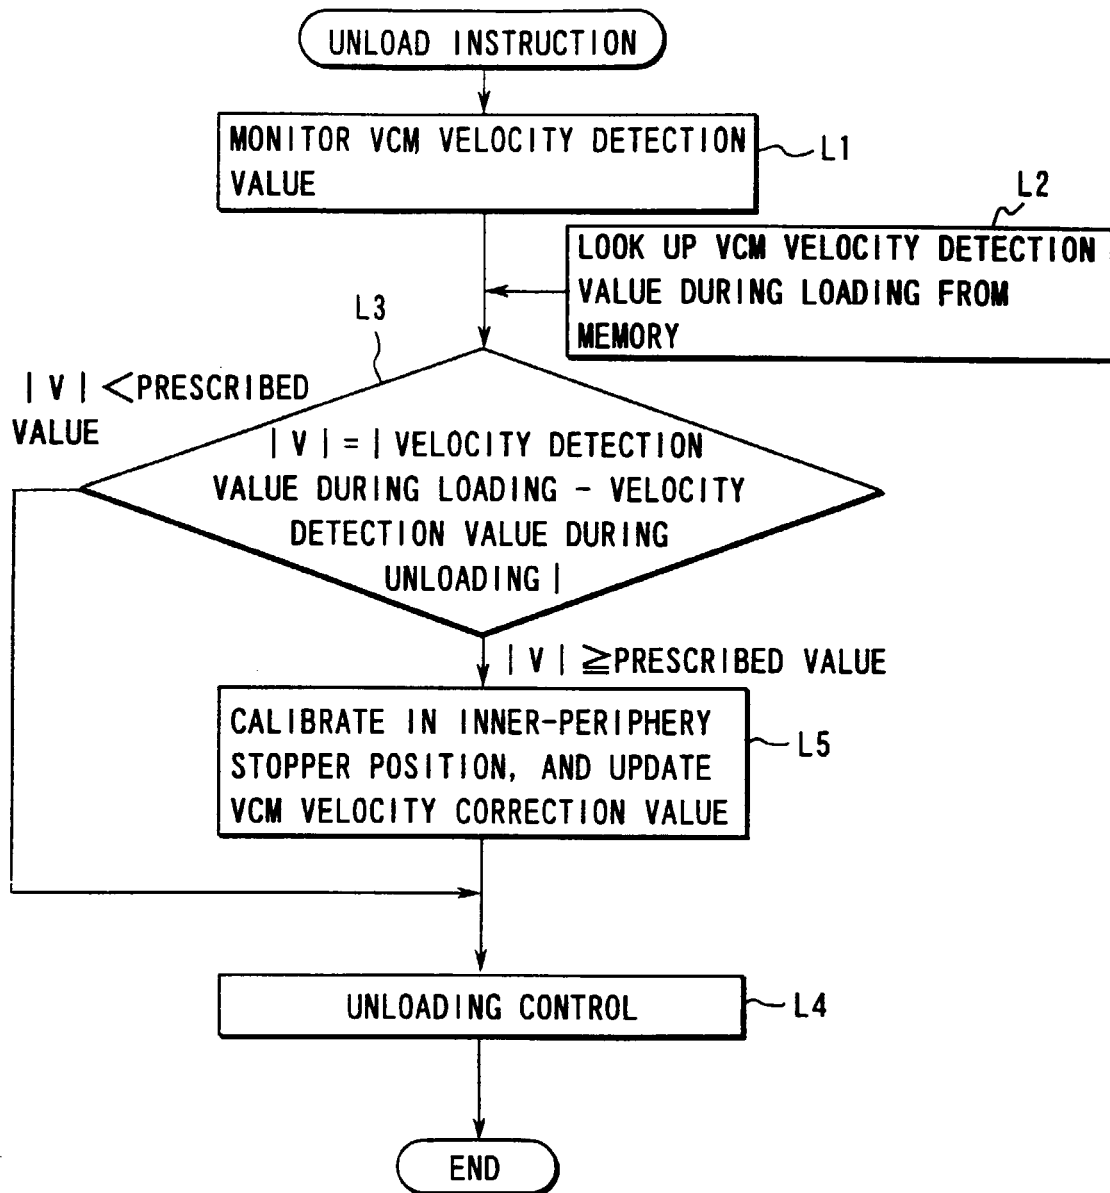 UNLOAD INSTRUCTION
MONITOR VCM VELOCITY DETECTION
VALUE
L1
L2
LOOK UP VCM VELOCITY DETECTION
VALUE DURING LOADING FROM
MEMORY
L3
| V | <PRESCRIBED
VALUE
| V | = | VELOCITY DETECTION
VALUE DURING LOADING - VELOCITY
DETECTION VALUE DURING
UNLOADING |
| V | ≧PRESCRIBED VALUE
CALIBRATE IN INNER-PERIPHERY
STOPPER POSITION, AND UPDATE
VCM VELOCITY CORRECTION VALUE
L5
UNLOADING CONTROL
L4
END